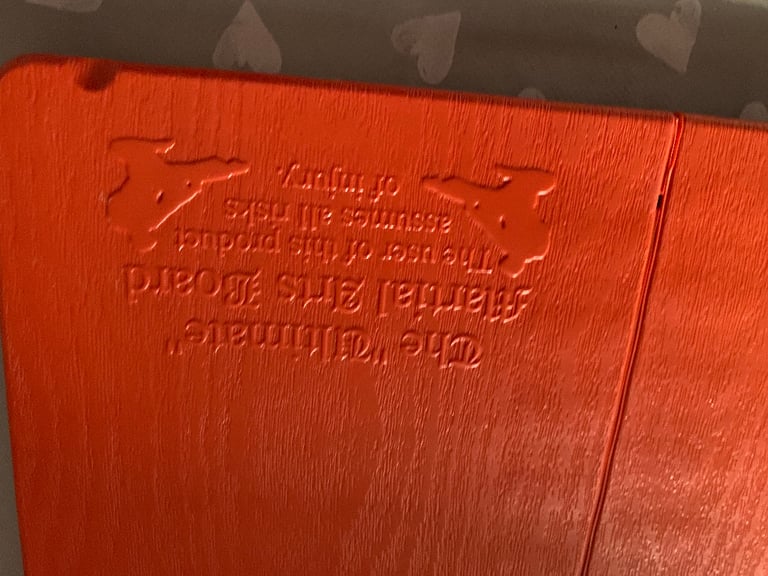 The "Ultimate"
Martial Arts Board
The user of this product
assumes all risks
of injury.